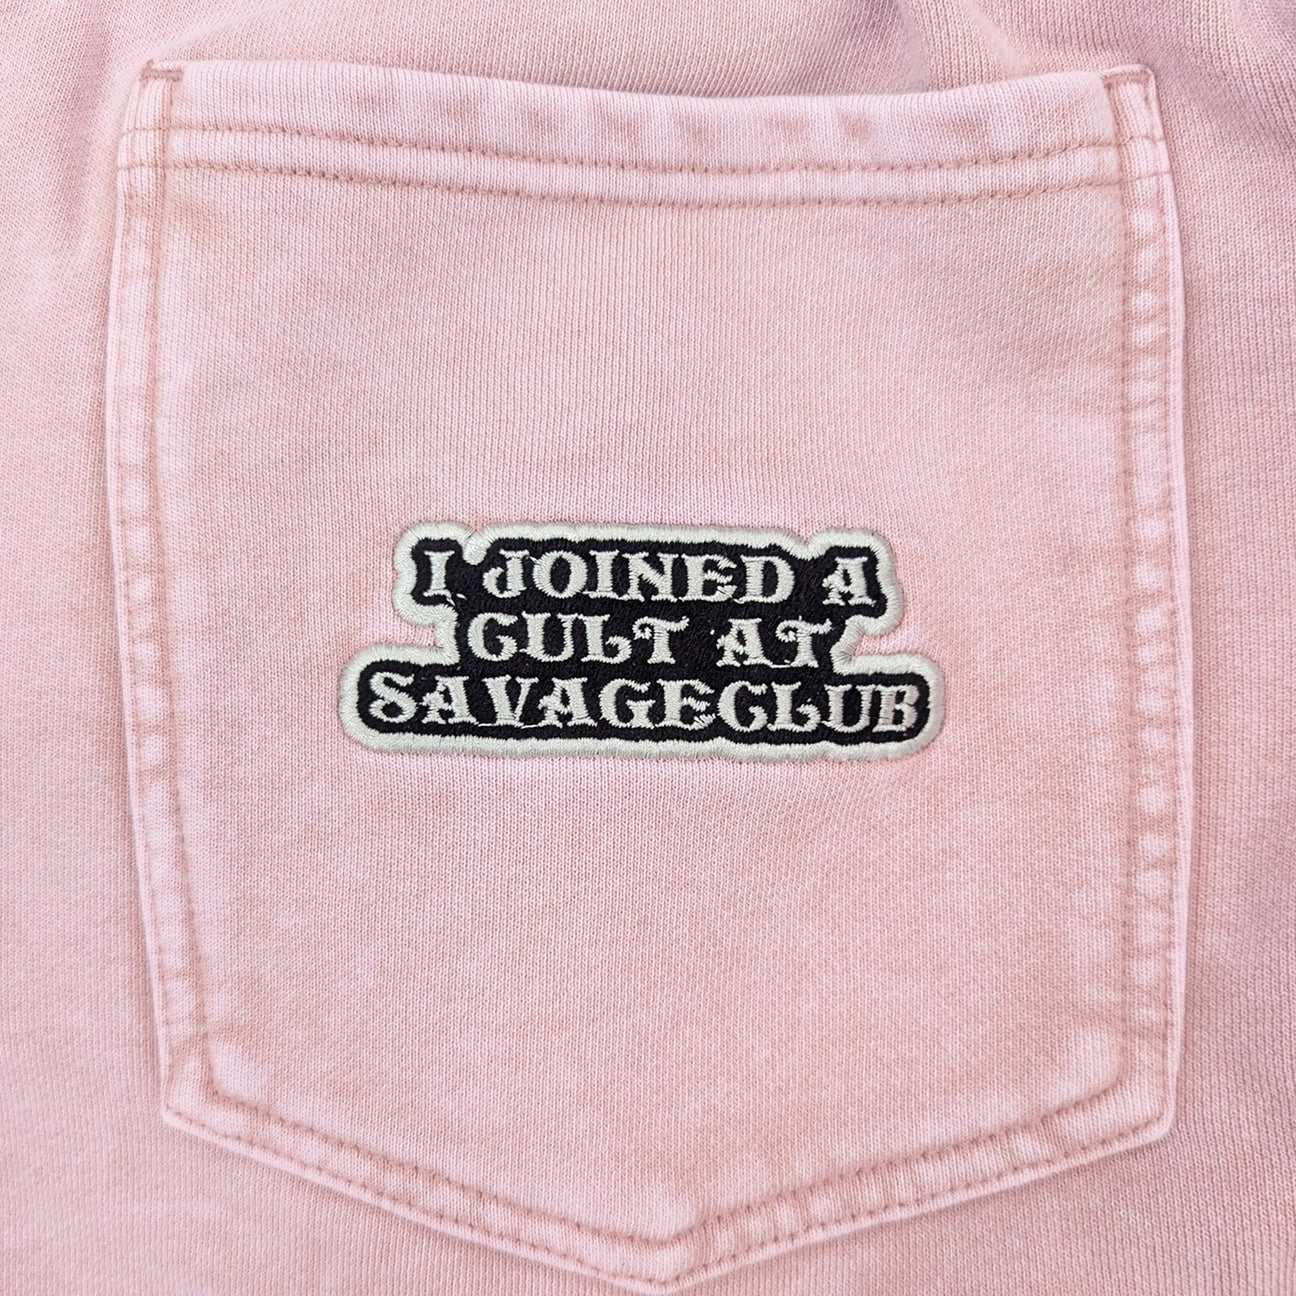 I JOINED A
CULT AT
SAVAGECLUB